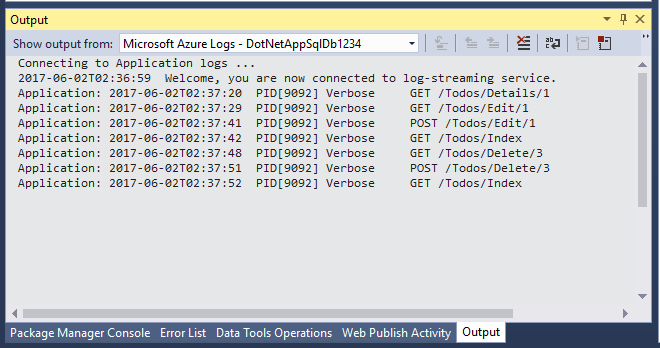 Output
Show output from: Microsoft Azure Logs - DotNetAppSqlDb1234
Connecting to Application logs ...
2017-06-02T02:36:59  Welcome, you are now connected to log-streaming service.
Application: 2017-06-02T02:37:20  PID[9092] Verbose     GET /Todos/Details/1
Application: 2017-06-02T02:37:29  PID[9092] Verbose     GET /Todos/Edit/1
Application: 2017-06-02T02:37:41  PID[9092] Verbose     POST /Todos/Edit/1
Application: 2017-06-02T02:37:42  PID[9092] Verbose     GET /Todos/Index
Application: 2017-06-02T02:37:48  PID[9092] Verbose     GET /Todos/Delete/3
Application: 2017-06-02T02:37:51  PID[9092] Verbose     POST /Todos/Delete/3
Application: 2017-06-02T02:37:52  PID[9092] Verbose     GET /Todos/Index
Package Manager Console Error List Data Tools Operations Web Publish Activity Output